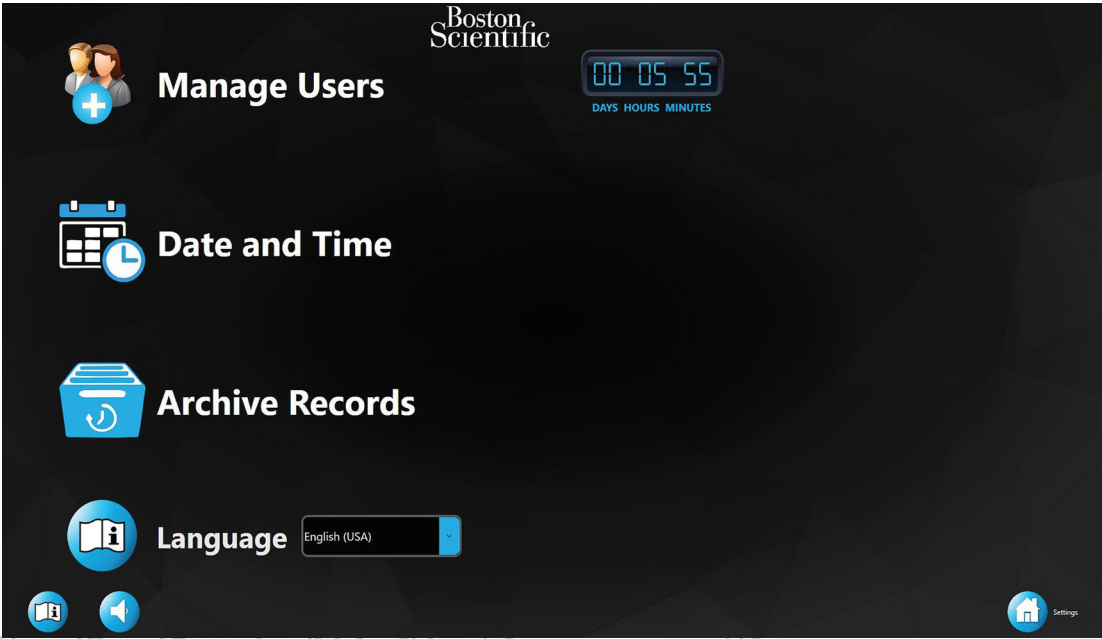 Boston
Scientific
Manage Users
00 05 55
DAYS HOURS MINUTES
Date and Time
Archive Records
Language
English (USA)
Settings